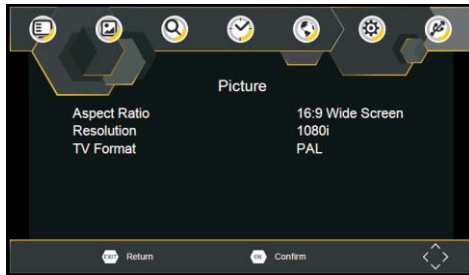 Picture
Aspect Ratio 16:9 Wide Screen
Resolution 1080i
TV Format PAL
EXIT Return OK Confirm